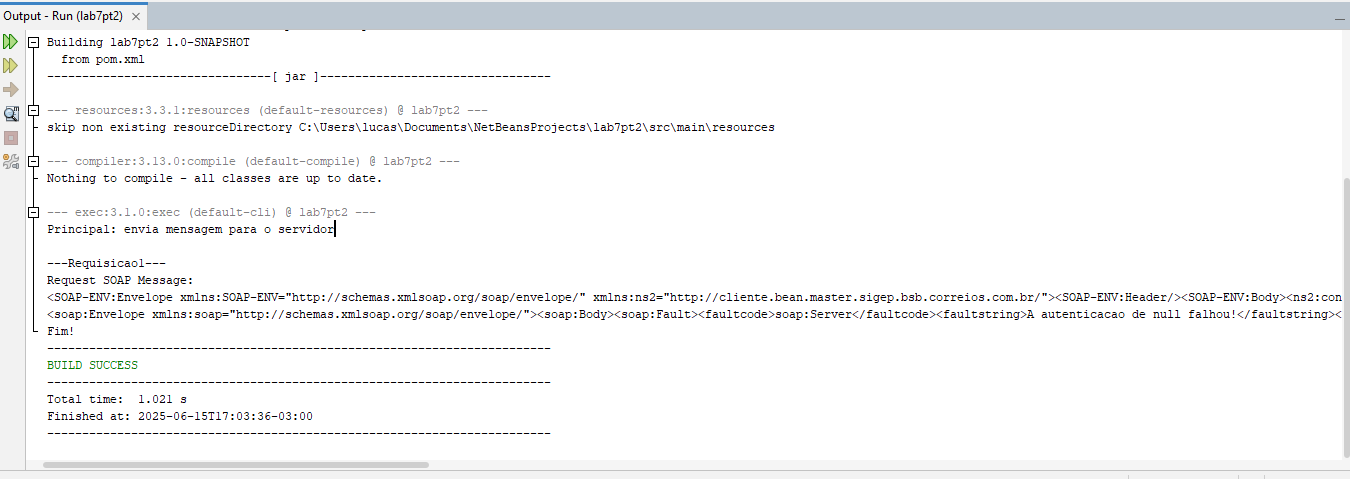 Output - Run (lab7pt2) ×
Building lab7pt2 1.0-SNAPSHOT
from pom.xml
--------------------------------[ jar ]---------------------------------
--- resources:3.3.1:resources (default-resources) @ lab7pt2 ---
skip non existing resourceDirectory C:\Users\lucas\Documents\NetBeansProjects\lab7pt2\src\main\resources
--- compiler:3.13.0:compile (default-compile) @ lab7pt2 ---
Nothing to compile - all classes are up to date.
--- exec:3.1.0:exec (default-cli) @ lab7pt2 ---
Principal: envia mensagem para o servidor
---Requisicao1---
Request SOAP Message:
<SOAP-ENV:Envelope xmlns:SOAP-ENV="http://schemas.xmlsoap.org/soap/envelope/" xmlns:ns2="http://cliente.bean.master.sigep.bsb.correios.com.br/"><SOAP-ENV:Header/><SOAP-ENV:Body><ns2:con
<soap:Envelope xmlns:soap="http://schemas.xmlsoap.org/soap/envelope/"><soap:Body><soap:Fault><faultcode>soap:Server</faultcode><faultstring>A autenticacao de null falhou!</faultstring><
Fim!
------------------------------------------------------------------------
BUILD SUCCESS
------------------------------------------------------------------------
Total time:  1.021 s
Finished at: 2025-06-15T17:03:36-03:00
------------------------------------------------------------------------